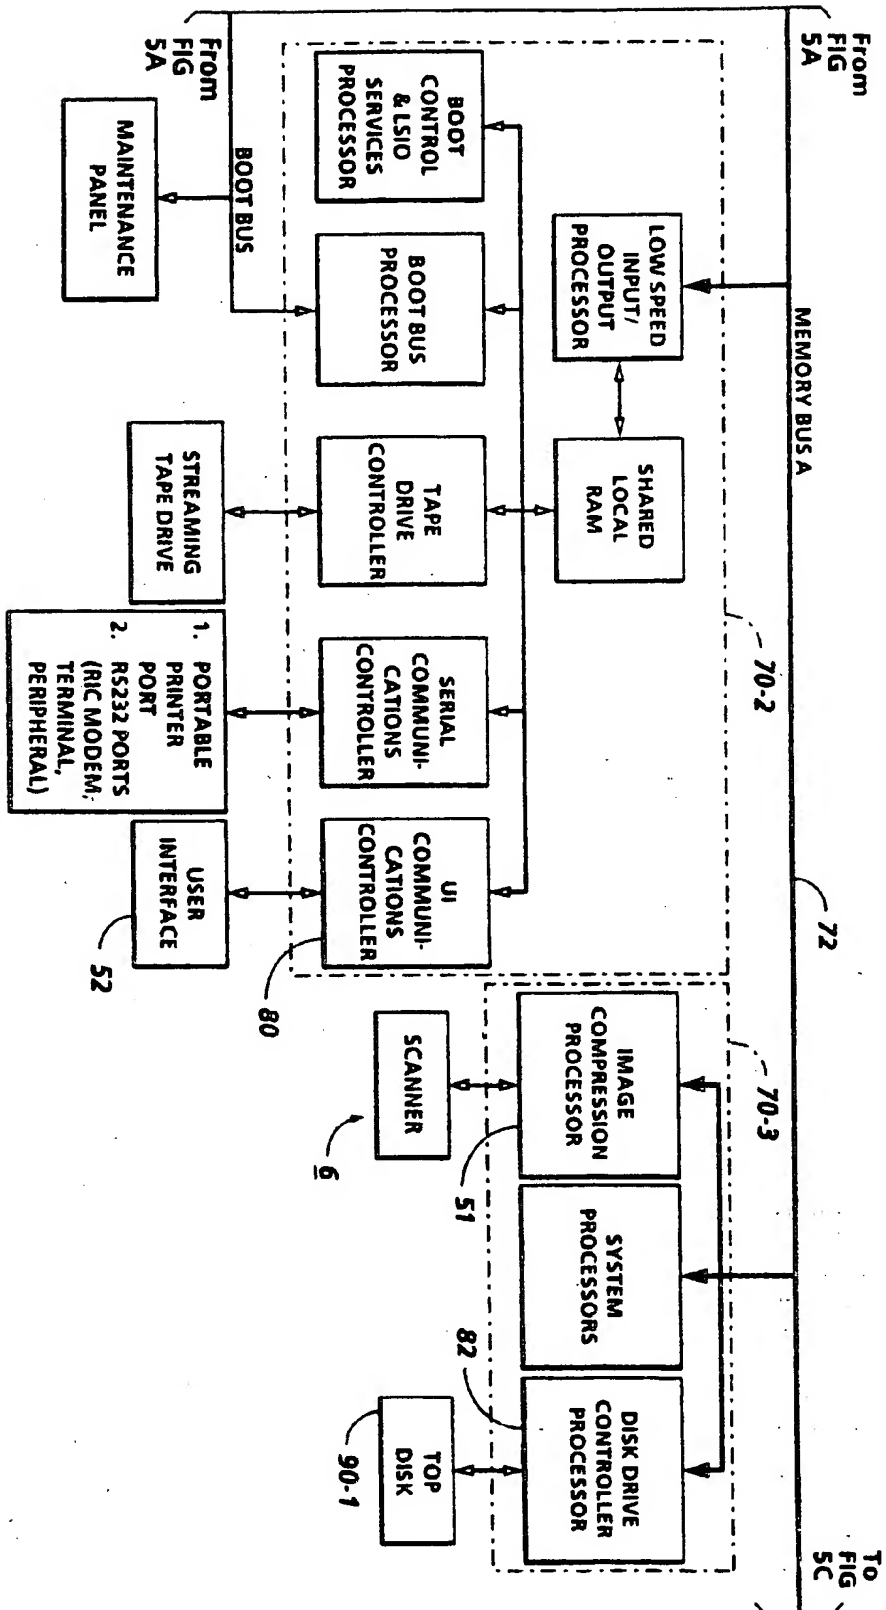 From
FIG
5A
MEMORY BUS A
72
To
FIG
5C
70-2
70-3
LOW SPEED
INPUT/
OUTPUT
PROCESSOR
SHARED
LOCAL
RAM
BOOT
CONTROL
& LSIO
SERVICES
PROCESSOR
BOOT BUS
PROCESSOR
TAPE
DRIVE
CONTROLLER
SERIAL
COMMUNI-
CATIONS
CONTROLLER
UI
COMMUNI-
CATIONS
CONTROLLER
80
IMAGE
COMPRESSION
PROCESSOR
51
SYSTEM
PROCESSORS
DISK DRIVE
CONTROLLER
PROCESSOR
82
From
FIG
5A
BOOT BUS
MAINTENANCE
PANEL
STREAMING
TAPE DRIVE
1. PORTABLE
PRINTER
PORT
2. RS232 PORTS
(RIC MODEM,
TERMINAL,
PERIPHERAL)
USER
INTERFACE
52
SCANNER
6
TOP
DISK
90-1